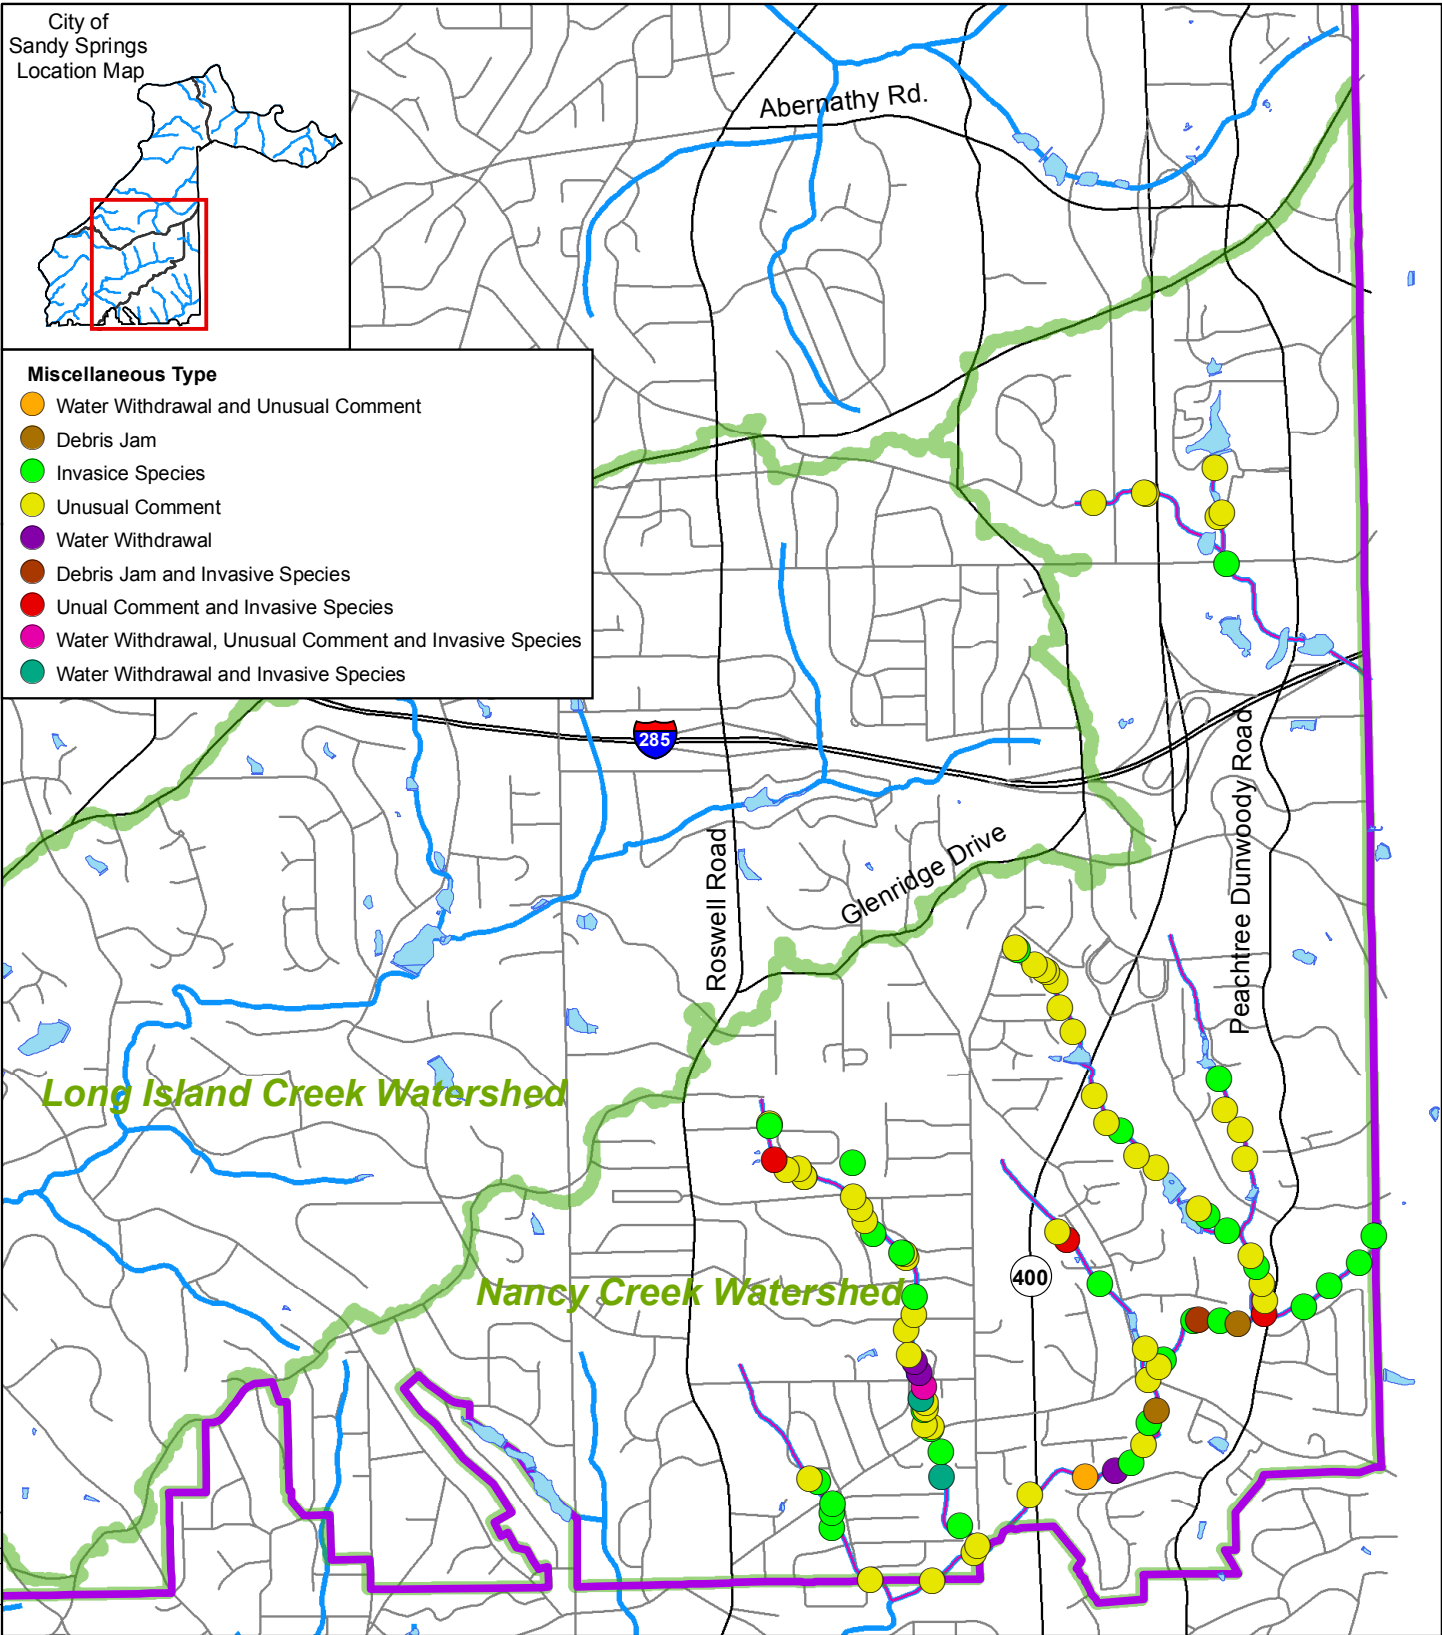 City of
Sandy Springs
Location Map
Abernathy Rd.
Miscellaneous Type
Water Withdrawal and Unusual Comment
Debris Jam
Invasice Species
Unusual Comment
Water Withdrawal
Debris Jam and Invasive Species
Unual Comment and Invasive Species
Water Withdrawal, Unusual Comment and Invasive Species
Water Withdrawal and Invasive Species
285
Roswell Road
Glenridge Drive
Peachtree Dunwoody Road
Long Island Creek Watershed
Nancy Creek Watershed
400